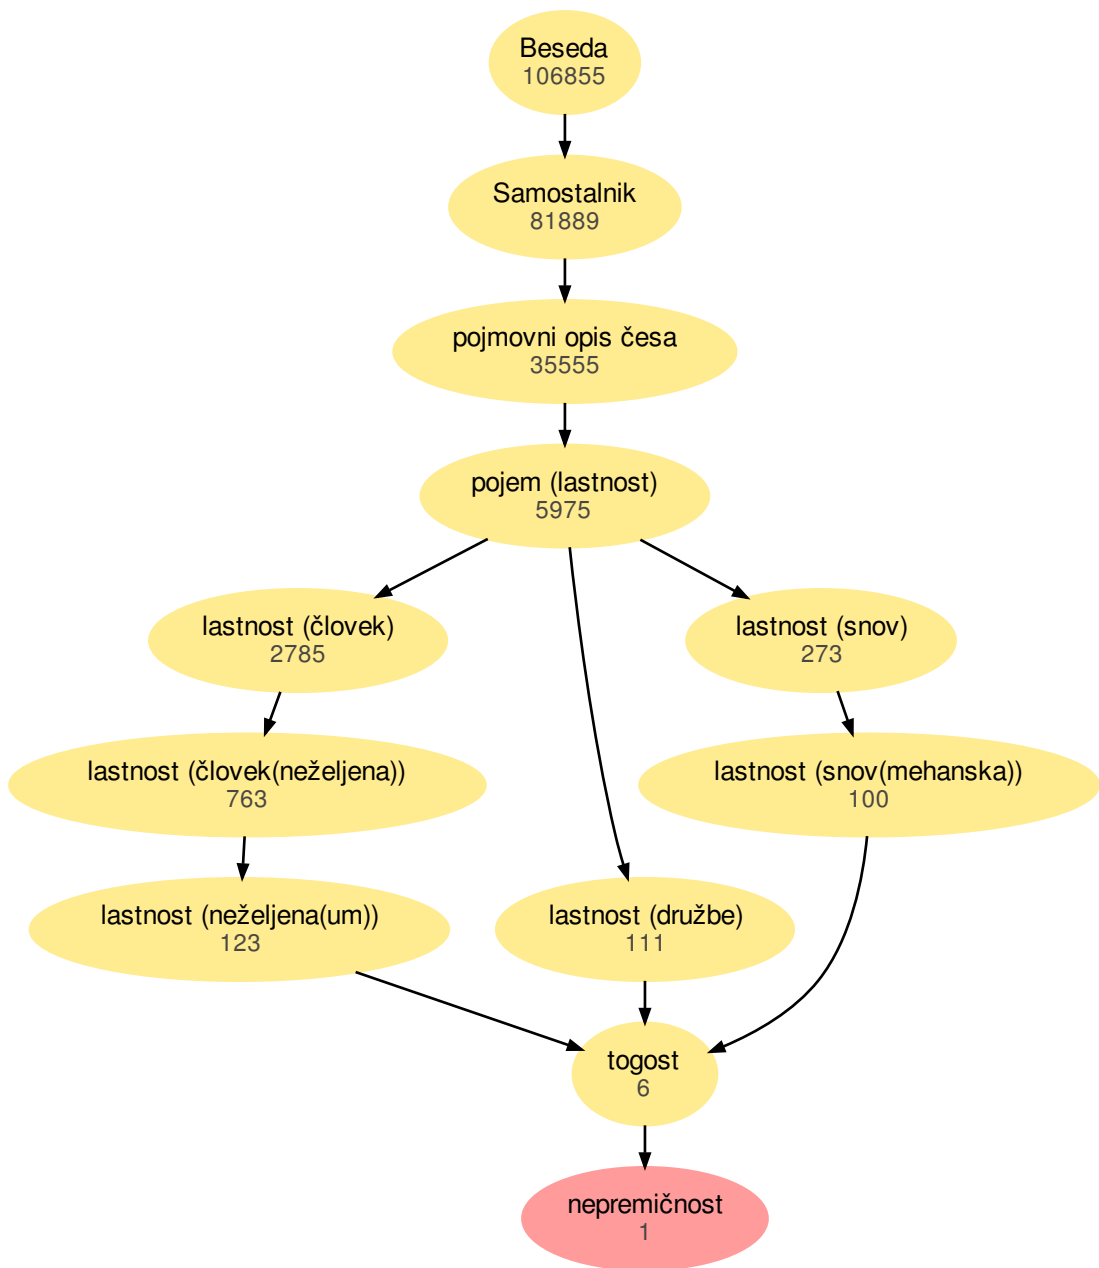 Beseda
106855
Samostalnik
81889
pojmovni opis česa
35555
pojem (lastnost)
5975
lastnost (človek)
2785
lastnost (snov)
273
lastnost (človek(neželjena))
763
lastnost (snov(mehanska))
100
lastnost (neželjena(um))
123
lastnost (družbe)
111
togost
6
nepremičnost
1